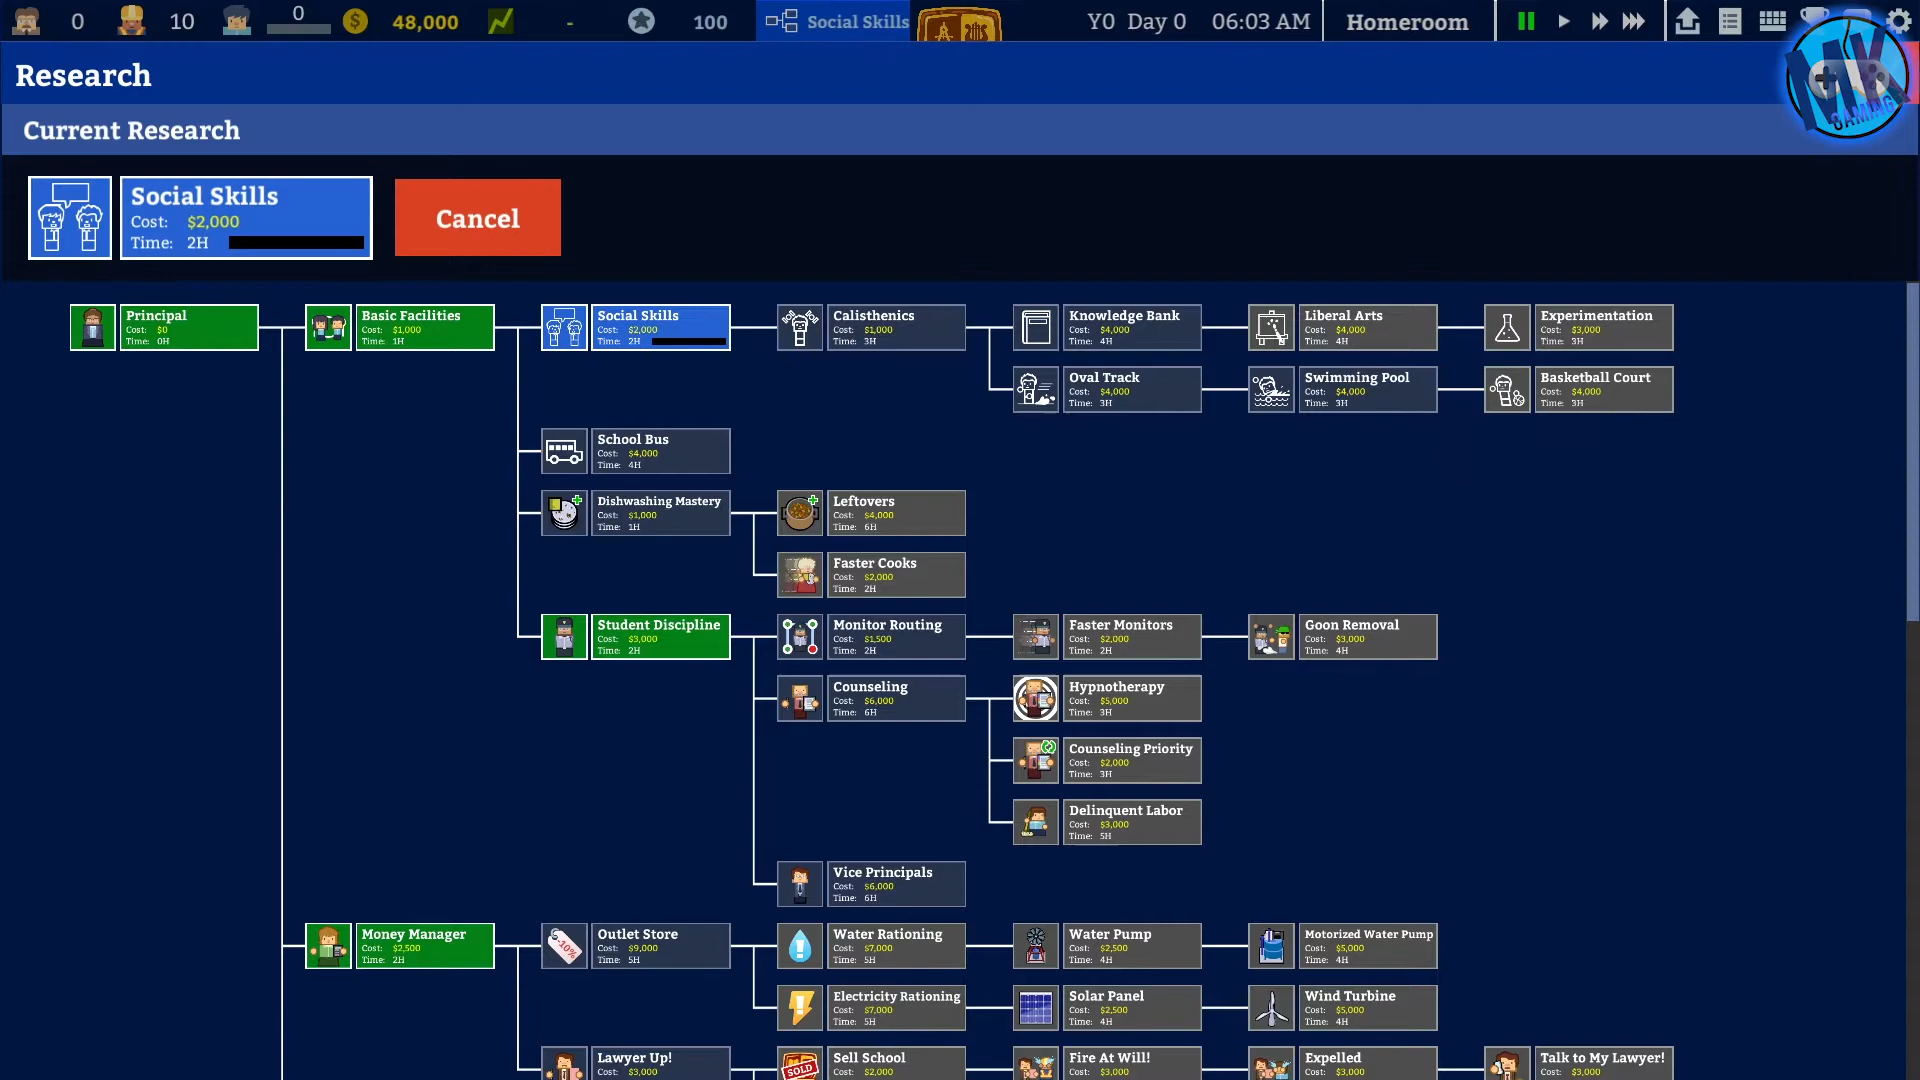 0 10 0 48,000 - 100 Social Skills Y0 Day 0 06:03 AM Homeroom
Research
MK
GAMING
Current Research
Social Skills
Cost: $2,000
Time: 2H
Cancel
Principal
Cost: $0
Time: 0H
Basic Facilities
Cost: $1,000
Time: 1H
Social Skills
Cost: $2,000
Time: 2H
Calisthenics
Cost: $1,000
Time: 3H
Knowledge Bank
Cost: $4,000
Time: 4H
Liberal Arts
Cost: $4,000
Time: 4H
Experimentation
Cost: $3,000
Time: 3H
Oval Track
Cost: $4,000
Time: 3H
Swimming Pool
Cost: $4,000
Time: 3H
Basketball Court
Cost: $4,000
Time: 3H
School Bus
Cost: $4,000
Time: 4H
Dishwashing Mastery
Cost: $1,000
Time: 1H
Leftovers
Cost: $4,000
Time: 6H
Faster Cooks
Cost: $2,000
Time: 2H
Student Discipline
Cost: $3,000
Time: 2H
Monitor Routing
Cost: $1,500
Time: 2H
Faster Monitors
Cost: $2,000
Time: 2H
Goon Removal
Cost: $3,000
Time: 4H
Counseling
Cost: $6,000
Time: 6H
Hypnotherapy
Cost: $5,000
Time: 3H
Counseling Priority
Cost: $2,000
Time: 3H
Delinquent Labor
Cost: $3,000
Time: 5H
Vice Principals
Cost: $6,000
Time: 6H
Money Manager
Cost: $2,500
Time: 2H
-10%
Outlet Store
Cost: $9,000
Time: 5H
Water Rationing
Cost: $7,000
Time: 5H
Water Pump
Cost: $2,500
Time: 4H
Motorized Water Pump
Cost: $5,000
Time: 4H
Electricity Rationing
Cost: $7,000
Time: 5H
Solar Panel
Cost: $2,500
Time: 4H
Wind Turbine
Cost: $5,000
Time: 4H
Lawyer Up!
Cost: $3,000
SOLD
Sell School
Cost: $2,000
Fire At Will!
Cost: $3,000
Expelled
Cost: $3,000
Talk to My Lawyer!
Cost: $3,000